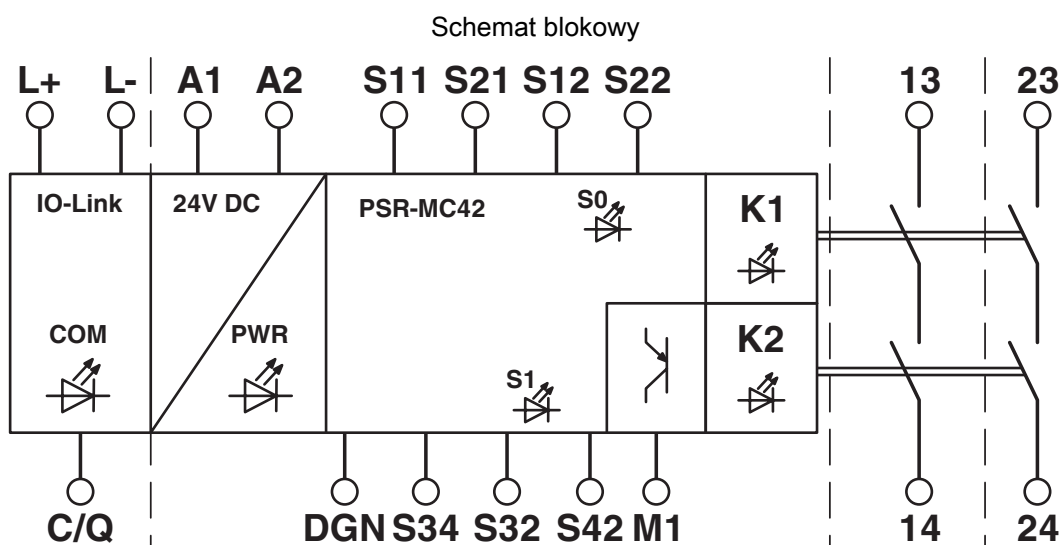 Schemat blokowy
L+ L- A1 A2 S11 S21 S12 S22 13 23
IO-Link 24V DC PSR-MC42 S0 K1
COM PWR S1 K2
C/Q DGN S34 S32 S42 M1 14 24